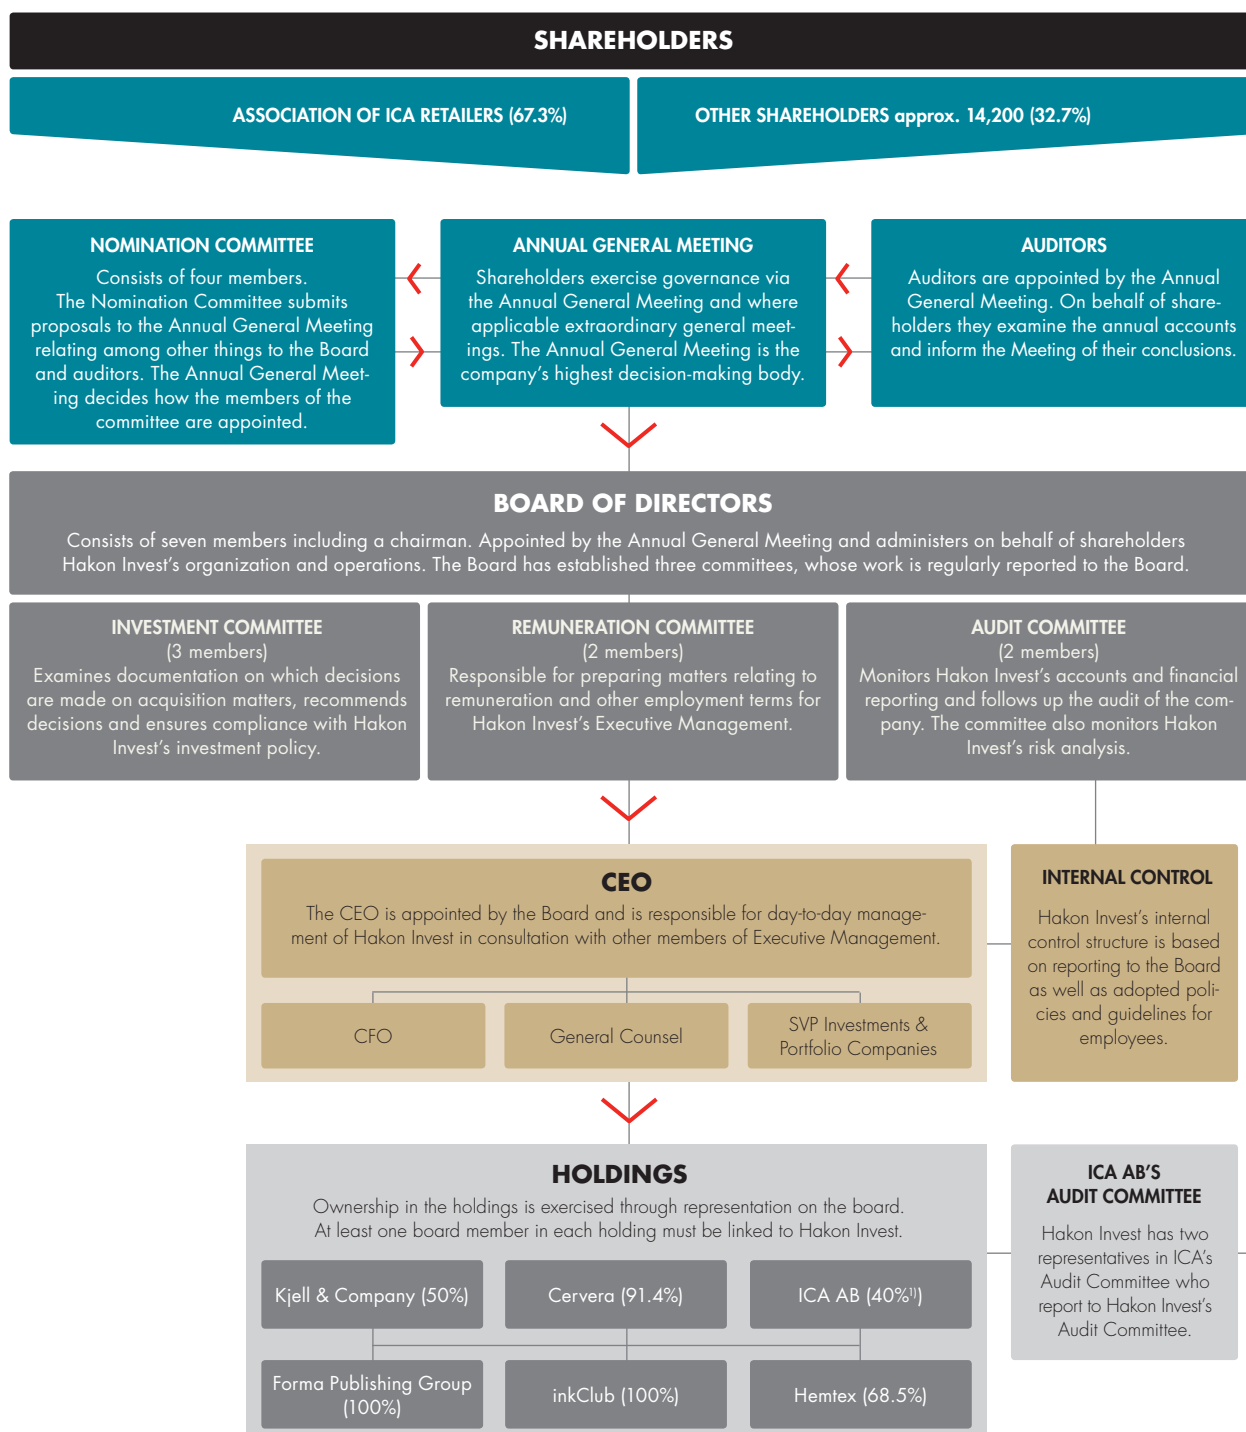 SHAREHOLDERS
ASSOCIATION OF ICA RETAILERS (67.3%)
OTHER SHAREHOLDERS approx. 14,200 (32.7%)
NOMINATION COMMITTEE
Consists of four members.
The Nomination Committee submits
proposals to the Annual General Meeting
relating among other things to the Board
and auditors. The Annual General Meet-
ing decides how the members of the
committee are appointed.
ANNUAL GENERAL MEETING
Shareholders exercise governance via
the Annual General Meeting and where
applicable extraordinary general meet-
ings. The Annual General Meeting is the
company's highest decision-making body.
AUDITORS
Auditors are appointed by the Annual
General Meeting. On behalf of share-
holders they examine the annual accounts
and inform the Meeting of their conclusions.
BOARD OF DIRECTORS
Consists of seven members including a chairman. Appointed by the Annual General Meeting and administers on behalf of shareholders
Hakon Invest's organization and operations. The Board has established three committees, whose work is regularly reported to the Board.
INVESTMENT COMMITTEE
(3 members)
Examines documentation on which decisions
are made on acquisition matters, recommends
decisions and ensures compliance with Hakon
Invest's investment policy.
REMUNERATION COMMITTEE
(2 members)
Responsible for preparing matters relating to
remuneration and other employment terms for
Hakon Invest's Executive Management.
AUDIT COMMITTEE
(2 members)
Monitors Hakon Invest's accounts and financial
reporting and follows up the audit of the com-
pany. The committee also monitors Hakon
Invest's risk analysis.
CEO
The CEO is appointed by the Board and is responsible for day-to-day manage-
ment of Hakon Invest in consultation with other members of Executive Management.
CFO
General Counsel
SVP Investments &
Portfolio Companies
INTERNAL CONTROL
Hakon Invest's internal
control structure is based
on reporting to the Board
as well as adopted poli-
cies and guidelines for
employees.
HOLDINGS
Ownership in the holdings is exercised through representation on the board.
At least one board member in each holding must be linked to Hakon Invest.
Kjell & Company (50%)
Cervera (91.4%)
ICA AB (40%¹⁾)
Forma Publishing Group
(100%)
inkClub (100%)
Hemtex (68.5%)
ICA AB'S
AUDIT COMMITTEE
Hakon Invest has two
representatives in ICA's
Audit Committee who
report to Hakon Invest's
Audit Committee.